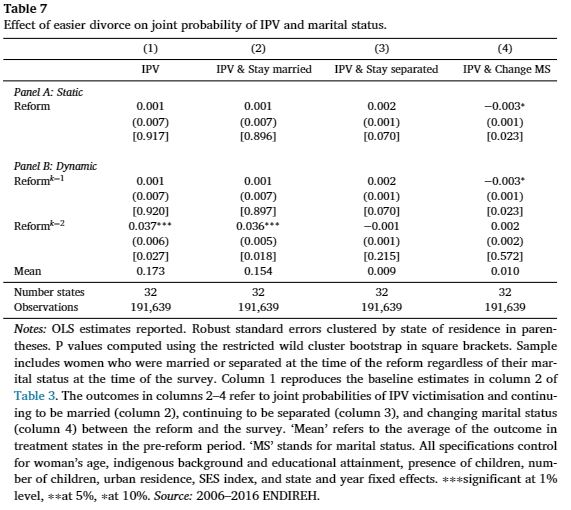 Table 7
Effect of easier divorce on joint probability of IPV and marital status.
(1) (2) (3) (4)
IPV IPV & Stay married IPV & Stay separated IPV & Change MS
Panel A: Static
Reform 0.001 0.001 0.002 −0.003*
(0.007) (0.007) (0.001) (0.001)
[0.917] [0.896] [0.070] [0.023]
Panel B: Dynamic
Reform^k−1 0.001 0.001 0.002 −0.003*
(0.007) (0.007) (0.001) (0.001)
[0.920] [0.897] [0.070] [0.023]
Reform^k−2 0.037*** 0.036*** −0.001 0.002
(0.006) (0.005) (0.001) (0.002)
[0.027] [0.018] [0.215] [0.572]
Mean 0.173 0.154 0.009 0.010
Number states 32 32 32 32
Observations 191,639 191,639 191,639 191,639
Notes: OLS estimates reported. Robust standard errors clustered by state of residence in paren-
theses. P values computed using the restricted wild cluster bootstrap in square brackets. Sample
includes women who were married or separated at the time of the reform regardless of their mar-
ital status at the time of the survey. Column 1 reproduces the baseline estimates in column 2 of
Table 3. The outcomes in columns 2–4 refer to joint probabilities of IPV victimisation and continu-
ing to be married (column 2), continuing to be separated (column 3), and changing marital status
(column 4) between the reform and the survey. ‘Mean’ refers to the average of the outcome in
treatment states in the pre-reform period. ‘MS’ stands for marital status. All specifications control
for woman's age, indigenous background and educational attainment, presence of children, num-
ber of children, urban residence, SES index, and state and year fixed effects. ***significant at 1%
level, **at 5%, *at 10%. Source: 2006–2016 ENDIREH.